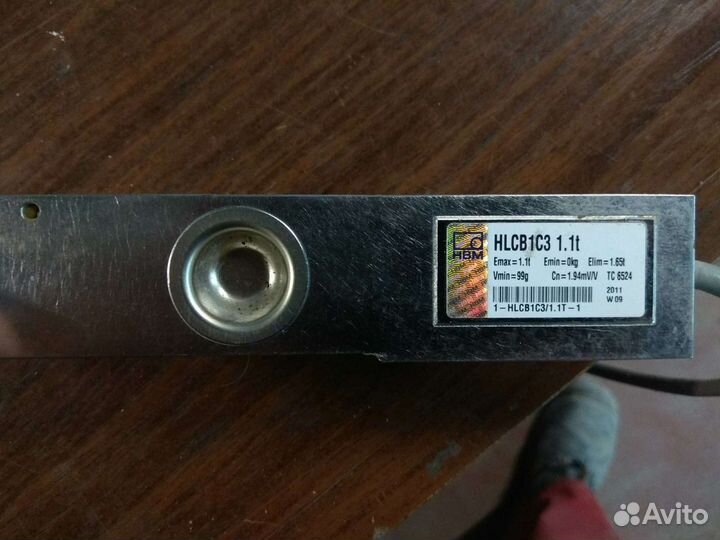 HBM
HLCB1C3 1.1t
Emax=1.1t Emin=0kg Elim=1.65t
Vmin=99g Cn=1.94mV/V TC 6524
2011
W 09
1-HLCB1C3/1.1T-1
Avito